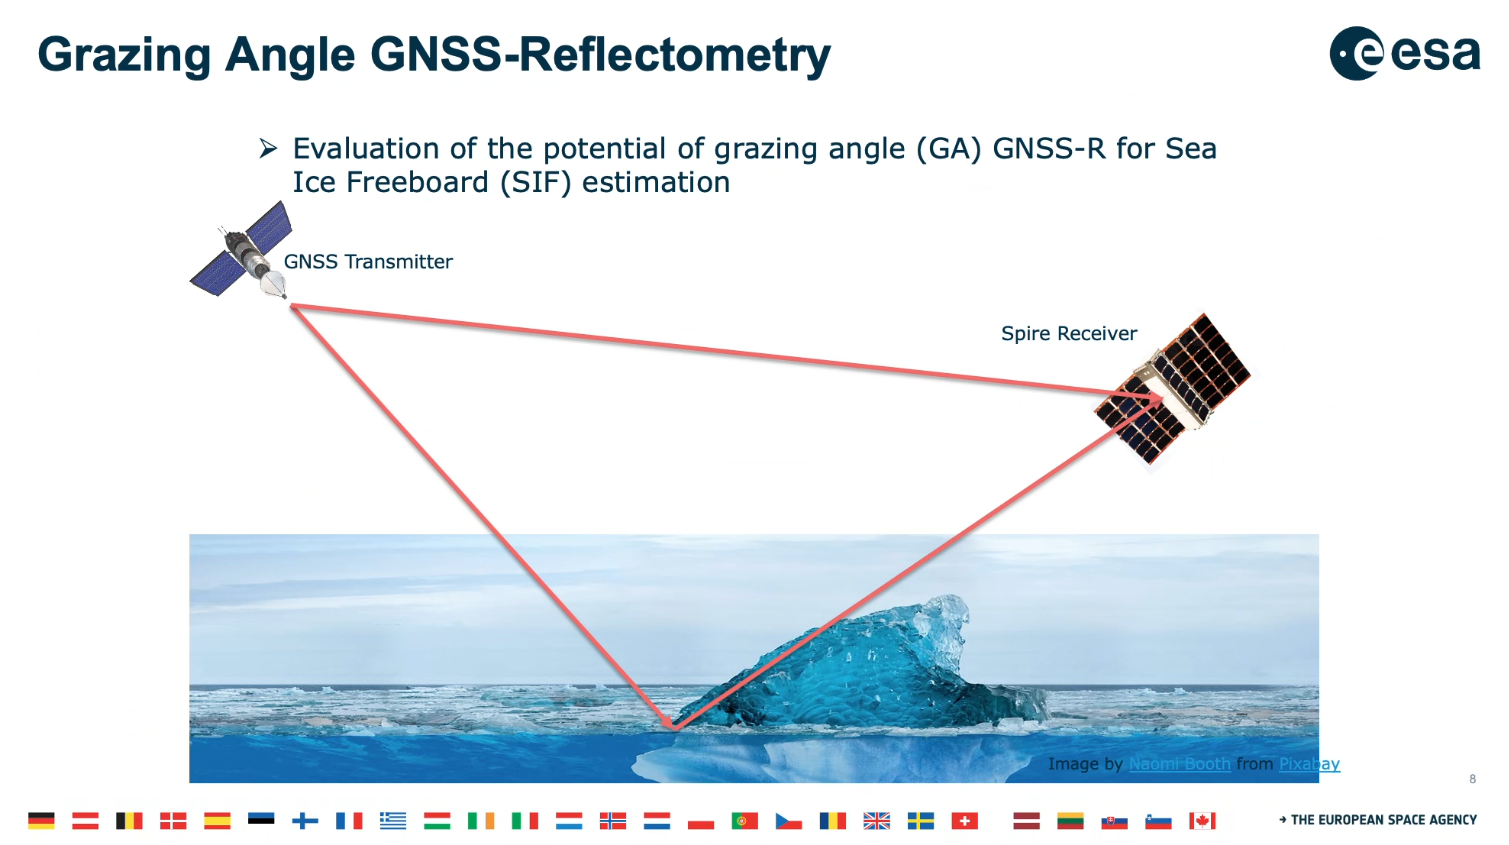 Grazing Angle GNSS-Reflectometry
esa
➢ Evaluation of the potential of grazing angle (GA) GNSS-R for Sea
Ice Freeboard (SIF) estimation
GNSS Transmitter
Spire Receiver
Image by Naomi Booth from Pixabay
8
→ THE EUROPEAN SPACE AGENCY